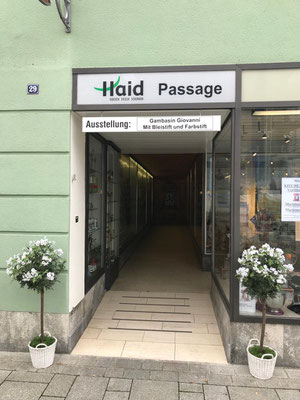 Haid Passage
29
Ausstellung:
Gambasin Giovanni
Mit Bleistift und Farbstift